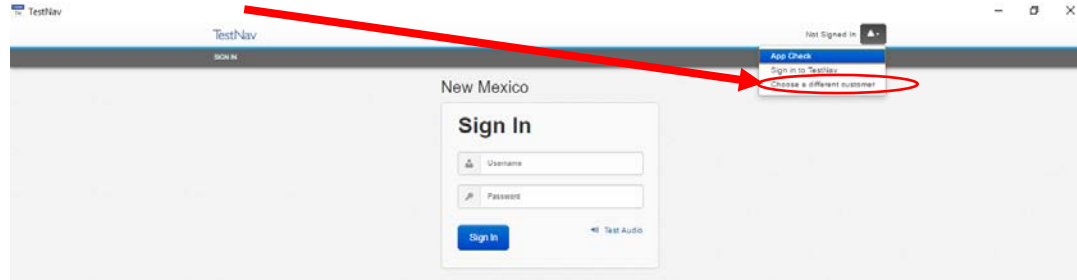 TestNav
TestNav
Not Signed in
SIGN IN
App Check
Sign in to TestNav
Choose a different customer
New Mexico
Sign In
Username
Password
Sign In
Test Audio